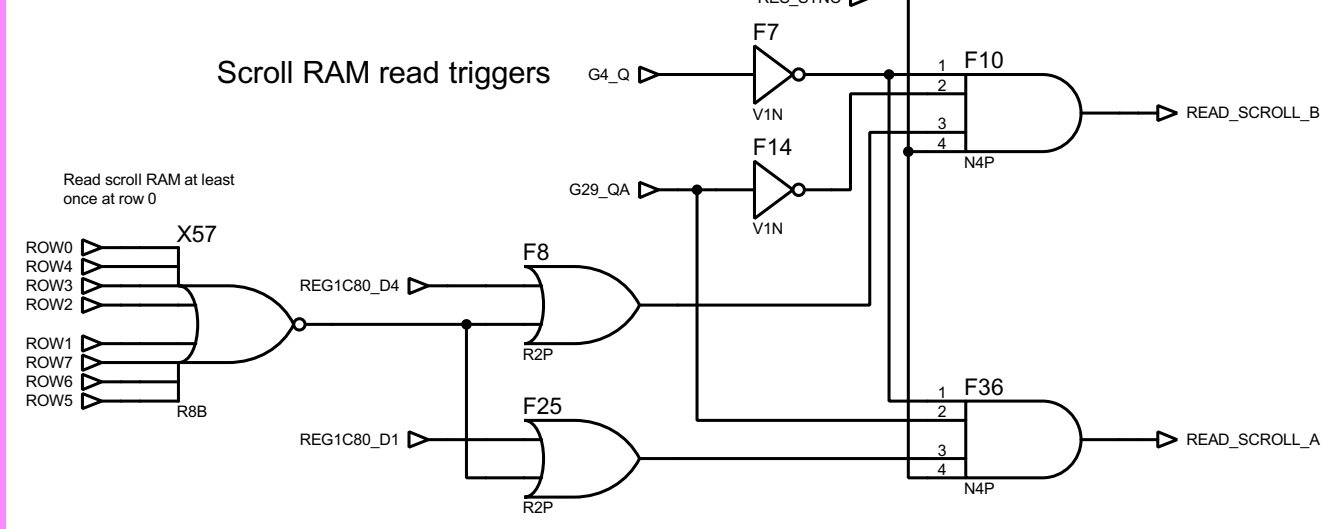 F7
F10
Scroll RAM read triggers
G4_Q
1
2
3
4
READ_SCROLL_B
V1N
F14
N4P
Read scroll RAM at least
once at row 0
G29_QA
V1N
X57
F8
ROW0
ROW4
ROW3
ROW2
ROW1
ROW7
ROW6
ROW5
R8B
REG1C80_D4
R2P
F25
REG1C80_D1
R2P
F36
1
2
3
4
READ_SCROLL_A
N4P